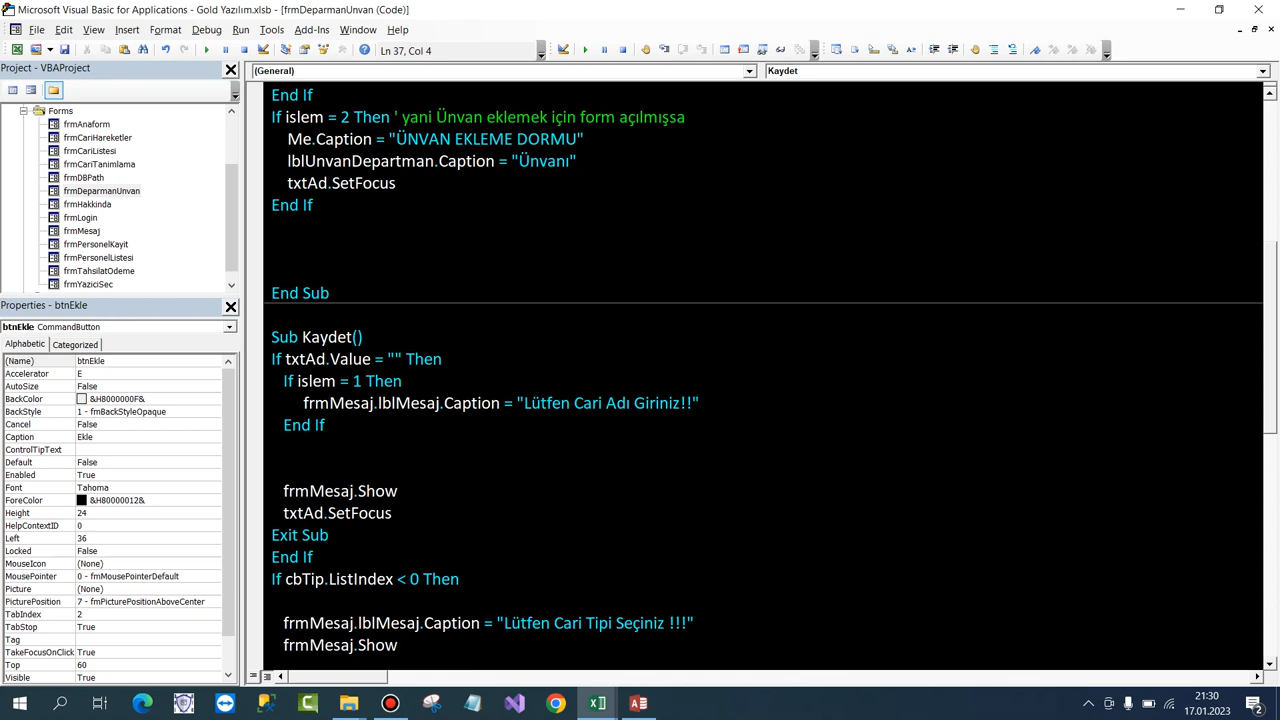 Microsoft Visual Basic for Applications - Gold Yazılım.xlsb - [frmDeparmanUnvan (Code)]
File Edit View Insert Format Debug Run Tools Add-Ins Window Help
Ln 37, Col 4
Project - VBAProject
(General) Kaydet
Forms
frmAnaform
frmCariHareketler
frmCariListesi
frmCariTanimlama
frmDBPath
frmDeparmanUnvan
frmHakkinda
frmLogin
frmMesaj
frmPersonelKayit
frmPersonelListesi
frmTahsilatOdeme
frmYaziciSec
Properties - btnEkle
btnEkle CommandButton
Alphabetic Categorized
(Name) btnEkle
Accelerator E
AutoSize False
BackColor &H8000000F&
BackStyle 1 - fmBackStyleOpaque
Cancel False
Caption Ekle
ControlTipText
Default False
Enabled True
Font Tahoma
ForeColor &H80000012&
Height 24
HelpContextID 0
Left 36
Locked False
MouseIcon (None)
MousePointer 0 - fmMousePointerDefault
Picture (None)
PicturePosition 7 - fmPicturePositionAboveCenter
TabIndex 2
TabStop True
Tag
TakeFocusOnClick True
Top 60
Visible True
End If
If islem = 2 Then ' yani Ünvan eklemek için form açılmışsa
Me.Caption = "ÜNVAN EKLEME DORMU"
lblUnvanDepartman.Caption = "Ünvanı"
txtAd.SetFocus
End If
End Sub
Sub Kaydet()
If txtAd.Value = "" Then
If islem = 1 Then
frmMesaj.lblMesaj.Caption = "Lütfen Cari Adı Giriniz!!"
End If
frmMesaj.Show
txtAd.SetFocus
Exit Sub
End If
If cbTip.ListIndex < 0 Then
frmMesaj.lblMesaj.Caption = "Lütfen Cari Tipi Seçiniz !!!"
frmMesaj.Show
21:30
17.01.2023
2